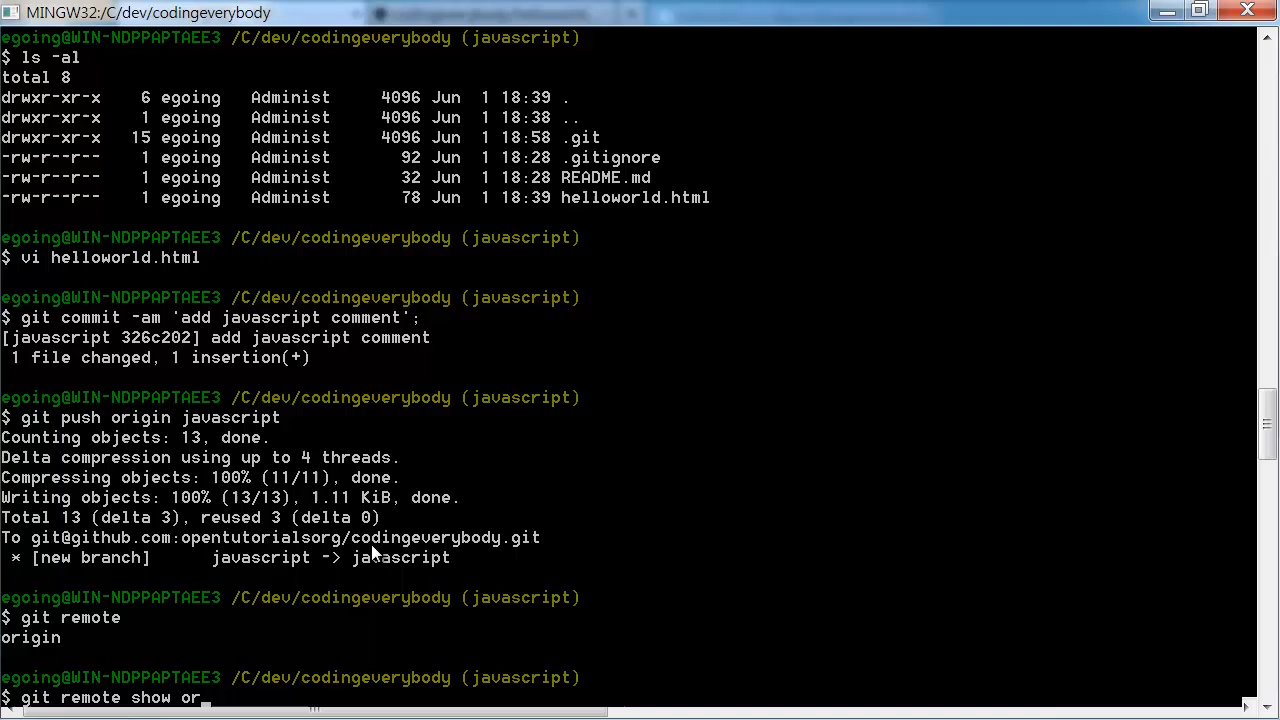 MINGW32:/C/dev/codingeverybody
egoing@WIN-NDPPAPTAEE3 /C/dev/codingeverybody (javascript)
$ ls -al
total 8
drwxr-xr-x    6 egoing   Administ     4096 Jun  1 18:39 .
drwxr-xr-x    1 egoing   Administ     4096 Jun  1 18:38 ..
drwxr-xr-x   15 egoing   Administ     4096 Jun  1 18:58 .git
-rw-r--r--    1 egoing   Administ       92 Jun  1 18:28 .gitignore
-rw-r--r--    1 egoing   Administ       32 Jun  1 18:28 README.md
-rw-r--r--    1 egoing   Administ       78 Jun  1 18:39 helloworld.html
egoing@WIN-NDPPAPTAEE3 /C/dev/codingeverybody (javascript)
$ vi helloworld.html
egoing@WIN-NDPPAPTAEE3 /C/dev/codingeverybody (javascript)
$ git commit -am 'add javascript comment';
[javascript 326c202] add javascript comment
 1 file changed, 1 insertion(+)
egoing@WIN-NDPPAPTAEE3 /C/dev/codingeverybody (javascript)
$ git push origin javascript
Counting objects: 13, done.
Delta compression using up to 4 threads.
Compressing objects: 100% (11/11), done.
Writing objects: 100% (13/13), 1.11 KiB, done.
Total 13 (delta 3), reused 3 (delta 0)
To git@github.com:opentutorialsorg/codingeverybody.git
 * [new branch]      javascript -> javascript
egoing@WIN-NDPPAPTAEE3 /C/dev/codingeverybody (javascript)
$ git remote
origin
egoing@WIN-NDPPAPTAEE3 /C/dev/codingeverybody (javascript)
$ git remote show or